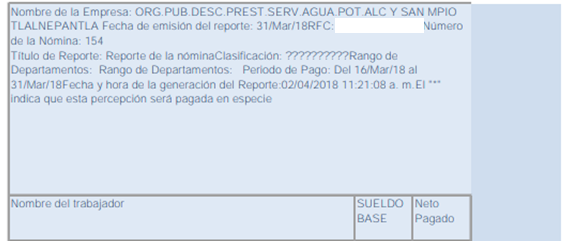 Nombre de la Empresa: ORG.PUB.DESC.PREST.SERV.AGUA.POT.ALC Y SAN MPIO
TLALNEPANTLA Fecha de emisión del reporte: 31/Mar/18RFC: Número
de la Nómina: 154
Título de Reporte: Reporte de la nóminaClasificación: ??????????Rango de
Departamentos: Rango de Departamentos: Periodo de Pago: Del 16/Mar/18 al
31/Mar/18Fecha y hora de la generación del Reporte:02/04/2018 11:21:08 a. m.El "*"
indica que esta percepción será pagada en especie
Nombre del trabajador SUELDO Neto
BASE Pagado